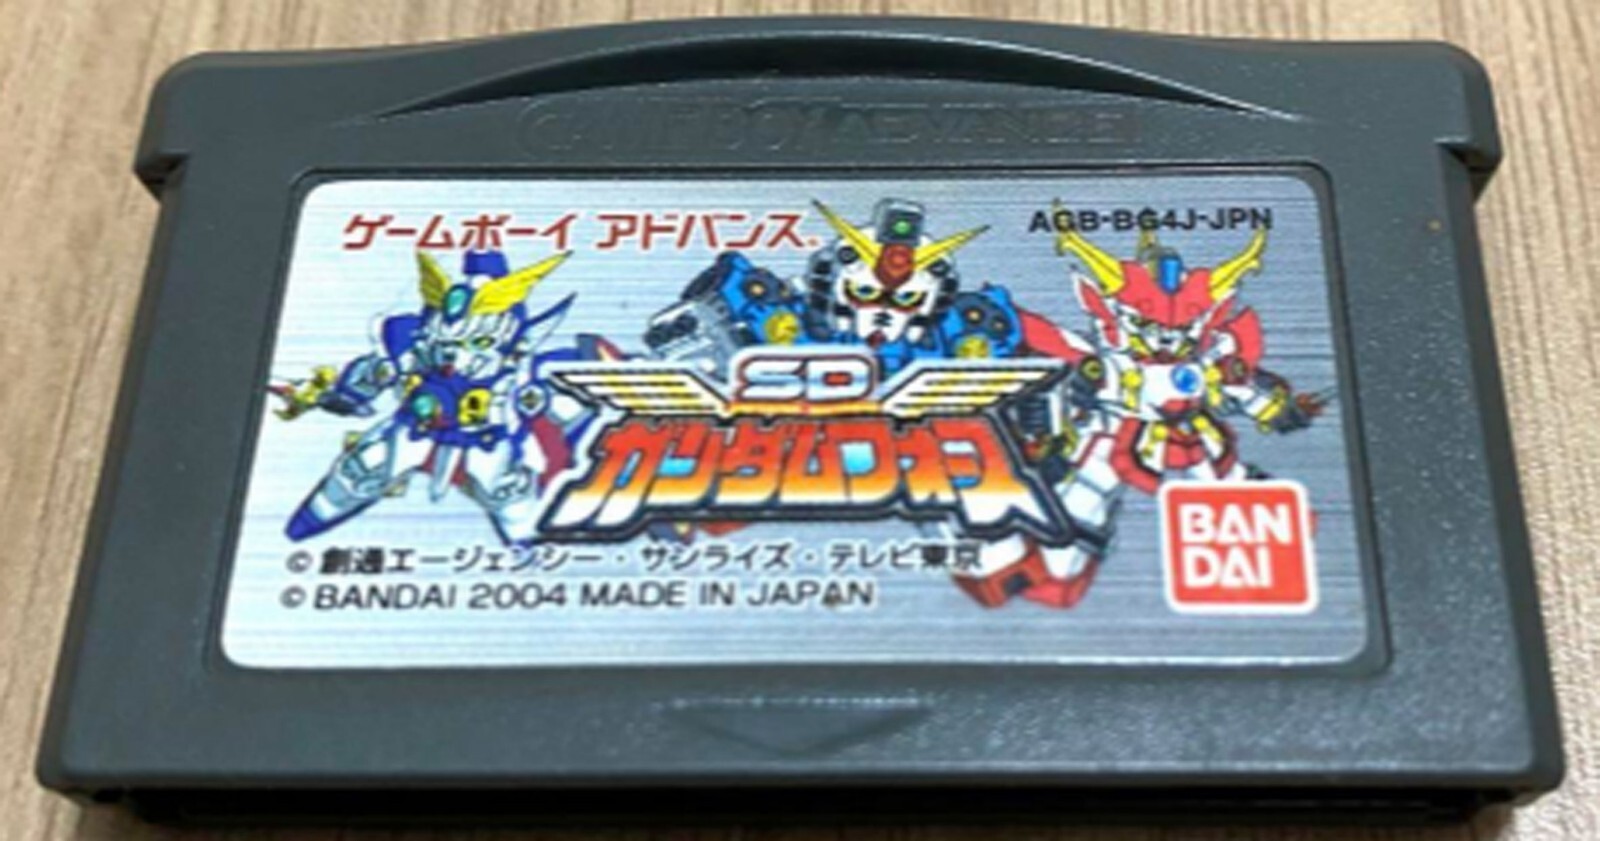 GAME BOY ADVANCE
ゲームボーイ アドバンス
AGB-BG4J-JPN
SD
ガンダムフォース
BAN
DAI
© 創通エージェンシー・サンライズ・テレビ東京
© BANDAI 2004 MADE IN JAPAN